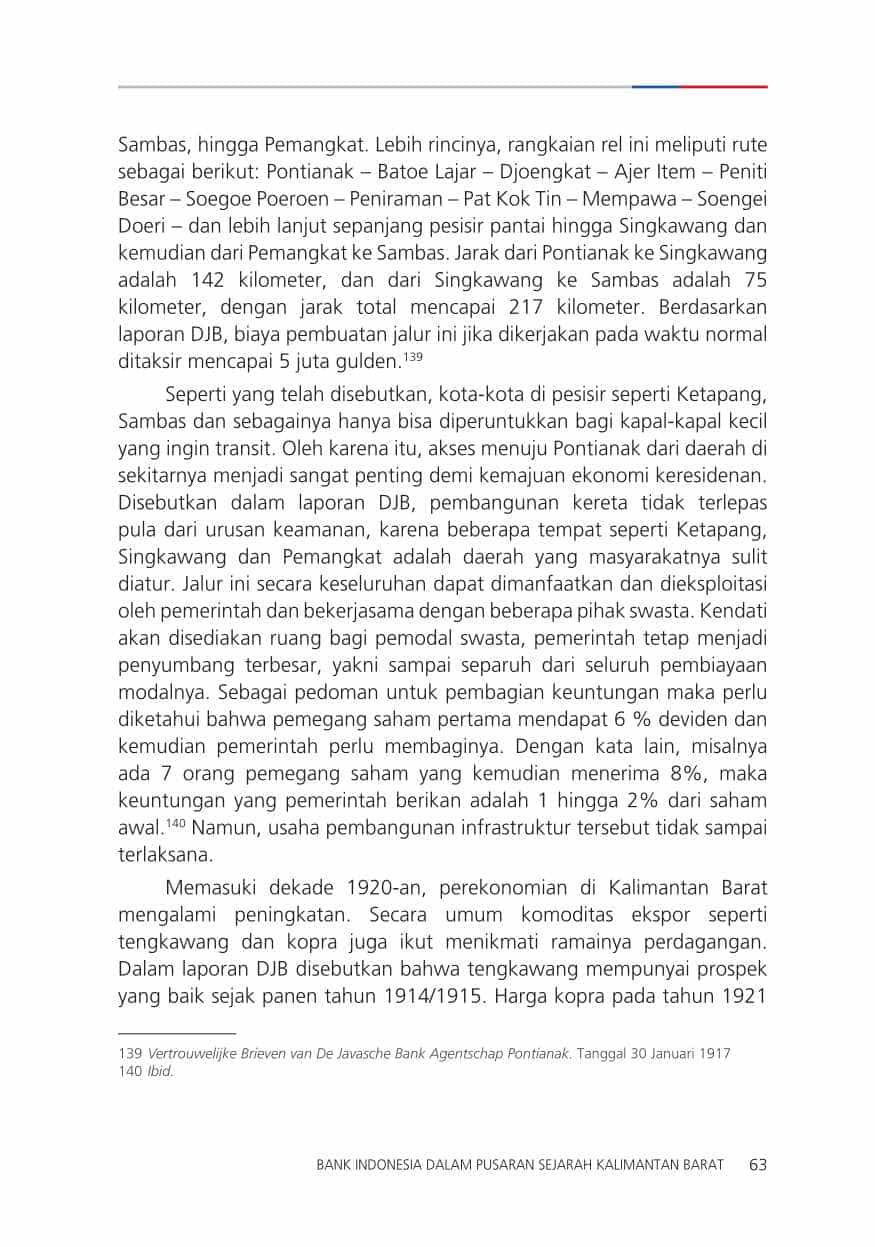 Sambas, hingga Pemangkat. Lebih rincinya, rangkaian rel ini meliputi rute
sebagai berikut: Pontianak – Batoe Lajar – Djoengkat – Ajer Item – Peniti
Besar – Soegoe Poeroen – Peniraman – Pat Kok Tin – Mempawa – Soengei
Doeri – dan lebih lanjut sepanjang pesisir pantai hingga Singkawang dan
kemudian dari Pemangkat ke Sambas. Jarak dari Pontianak ke Singkawang
adalah 142 kilometer, dan dari Singkawang ke Sambas adalah 75
kilometer, dengan jarak total mencapai 217 kilometer. Berdasarkan
laporan DJB, biaya pembuatan jalur ini jika dikerjakan pada waktu normal
ditaksir mencapai 5 juta gulden.139
Seperti yang telah disebutkan, kota-kota di pesisir seperti Ketapang,
Sambas dan sebagainya hanya bisa diperuntukkan bagi kapal-kapal kecil
yang ingin transit. Oleh karena itu, akses menuju Pontianak dari daerah di
sekitarnya menjadi sangat penting demi kemajuan ekonomi keresidenan.
Disebutkan dalam laporan DJB, pembangunan kereta tidak terlepas
pula dari urusan keamanan, karena beberapa tempat seperti Ketapang,
Singkawang dan Pemangkat adalah daerah yang masyarakatnya sulit
diatur. Jalur ini secara keseluruhan dapat dimanfaatkan dan dieksploitasi
oleh pemerintah dan bekerjasama dengan beberapa pihak swasta. Kendati
akan disediakan ruang bagi pemodal swasta, pemerintah tetap menjadi
penyumbang terbesar, yakni sampai separuh dari seluruh pembiayaan
modalnya. Sebagai pedoman untuk pembagian keuntungan maka perlu
diketahui bahwa pemegang saham pertama mendapat 6 % deviden dan
kemudian pemerintah perlu membaginya. Dengan kata lain, misalnya
ada 7 orang pemegang saham yang kemudian menerima 8%, maka
keuntungan yang pemerintah berikan adalah 1 hingga 2% dari saham
awal.140 Namun, usaha pembangunan infrastruktur tersebut tidak sampai
terlaksana.
Memasuki dekade 1920-an, perekonomian di Kalimantan Barat
mengalami peningkatan. Secara umum komoditas ekspor seperti
tengkawang dan kopra juga ikut menikmati ramainya perdagangan.
Dalam laporan DJB disebutkan bahwa tengkawang mempunyai prospek
yang baik sejak panen tahun 1914/1915. Harga kopra pada tahun 1921
139 Vertrouwelijke Brieven van De Javasche Bank Agentschap Pontianak. Tanggal 30 Januari 1917
140 Ibid.
BANK INDONESIA DALAM PUSARAN SEJARAH KALIMANTAN BARAT 63